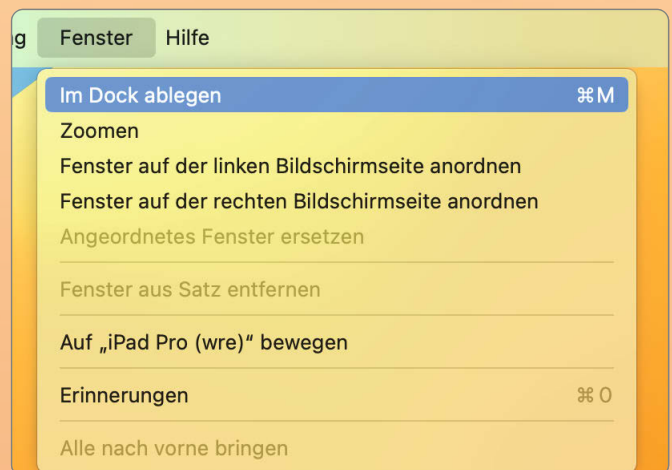 Fenster Hilfe
Im Dock ablegen ⌘M
Zoomen
Fenster auf der linken Bildschirmseite anordnen
Fenster auf der rechten Bildschirmseite anordnen
Angeordnetes Fenster ersetzen
Fenster aus Satz entfernen
Auf „iPad Pro (wre)“ bewegen
Erinnerungen ⌘0
Alle nach vorne bringen